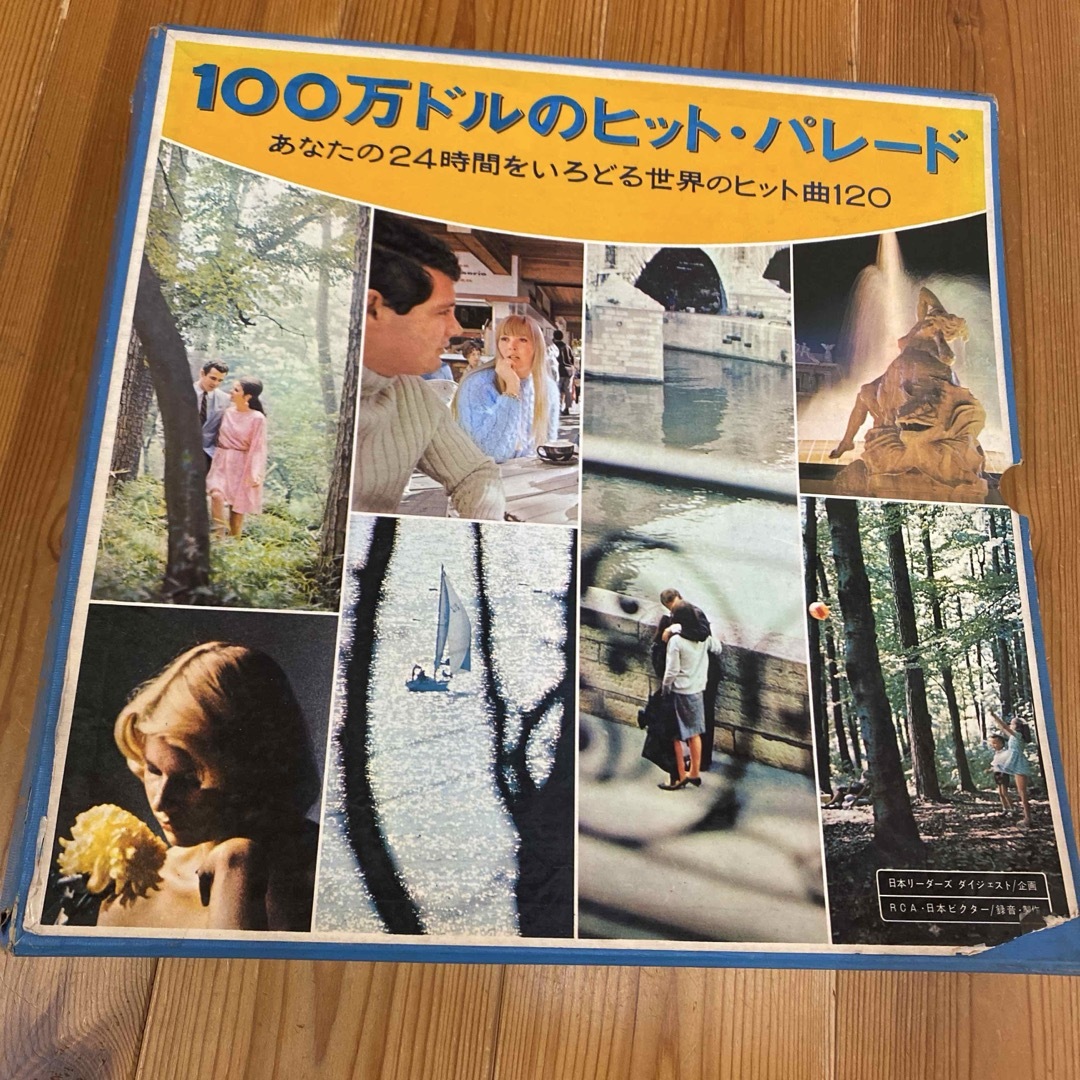 100万ドルのヒット・パレード
あなたの24時間をいろどる世界のヒット曲120
日本リーダーズ ダイジェスト/企画
RCA・日本ビクター/録音・製作